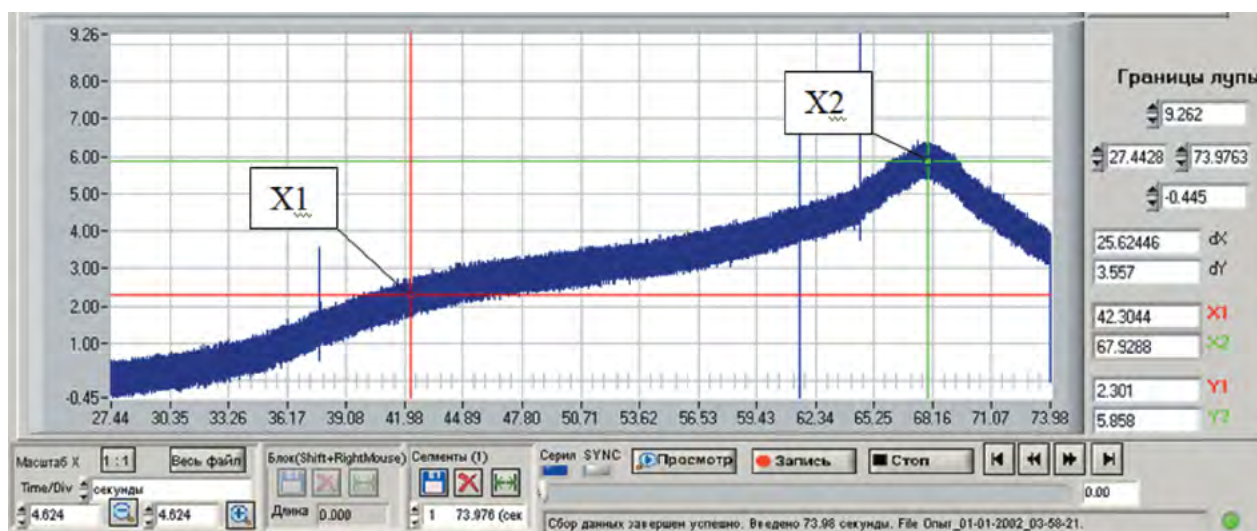 9.26
8.00
7.00
6.00
5.00
4.00
3.00
2.00
1.00
-0.45
27.44 30.35 33.26 36.17 39.08 41.98 44.89 47.80 50.71 53.62 56.53 59.43 62.34 65.25 68.16 71.07 73.98
X1
X2
Границы лупы
9.262
27.4428 73.9763
-0.445
25.62446 dX
3.557 dY
42.3044 X1
67.9288 X2
2.301 Y1
5.858 Y2
Масштаб X 1 : 1 Весь файл
Time/Div секунды
4.624 4.624
Блок(Shift+RightMouse)
Длина 0.000
Сегменты (1)
1 73.976 (сек
Серия SYNC Просмотр Запись Стоп
0.00
Сбор данных завершен успешно. Введено 73.98 секунды. File Опыт_01-01-2002_03-58-21.